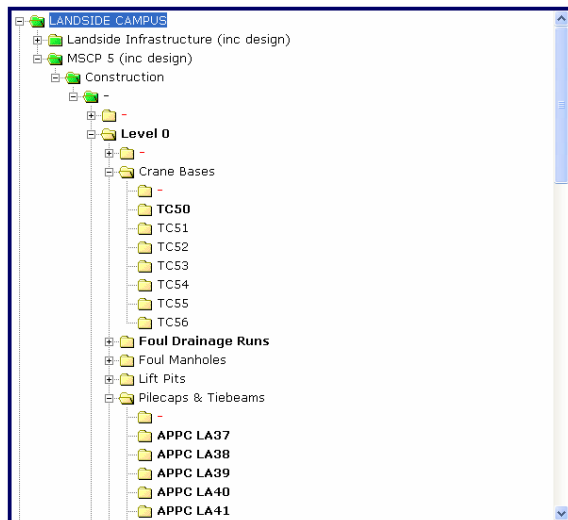 LANDSIDE CAMPUS
Landside Infrastructure (inc design)
MSCP 5 (inc design)
Construction
-
-
Level 0
-
Crane Bases
-
TC50
TC51
TC52
TC53
TC54
TC55
TC56
Foul Drainage Runs
Foul Manholes
Lift Pits
Pilecaps & Tiebeams
-
APPC LA37
APPC LA38
APPC LA39
APPC LA40
APPC LA41